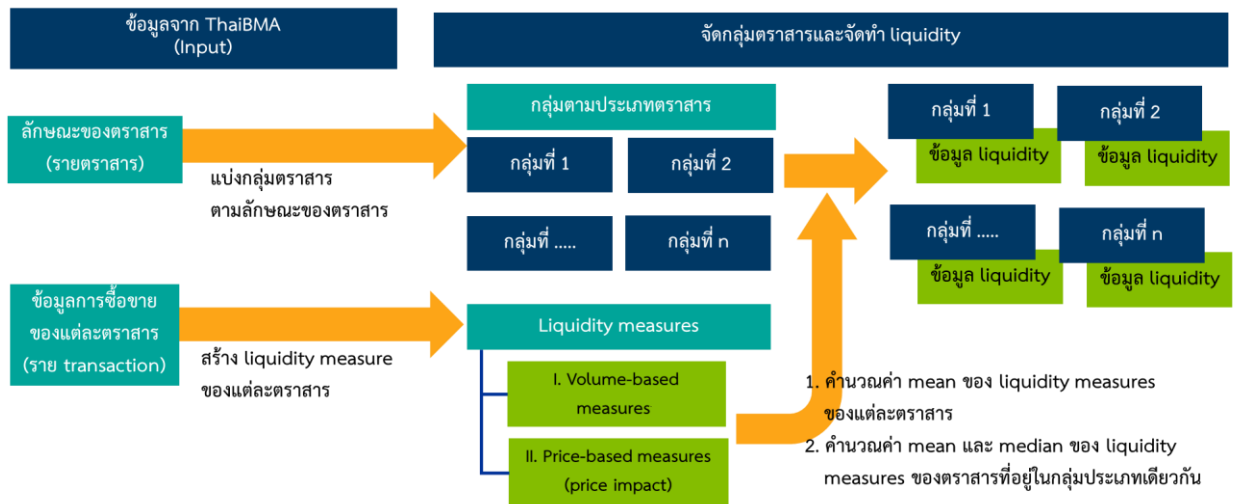 ข้อมูลจาก ThaiBMA
(Input)
จัดกลุ่มตราสารและจัดทำ liquidity
ลักษณะของตราสาร
(รายตราสาร)
แบ่งกลุ่มตราสาร
ตามลักษณะของตราสาร
กลุ่มตามประเภทตราสาร
กลุ่มที่ 1
กลุ่มที่ 2
กลุ่มที่ .....
กลุ่มที่ n
กลุ่มที่ 1
ข้อมูล liquidity
กลุ่มที่ 2
ข้อมูล liquidity
กลุ่มที่ .....
ข้อมูล liquidity
กลุ่มที่ n
ข้อมูล liquidity
ข้อมูลการซื้อขาย
ของแต่ละตราสาร
(ราย transaction)
สร้าง liquidity measure
ของแต่ละตราสาร
Liquidity measures
I. Volume-based
measures
II. Price-based measures
(price impact)
1. คำนวณค่า mean ของ liquidity measures
ของแต่ละตราสาร
2. คำนวณค่า mean และ median ของ liquidity
measures ของตราสารที่อยู่ในกลุ่มประเภทเดียวกัน